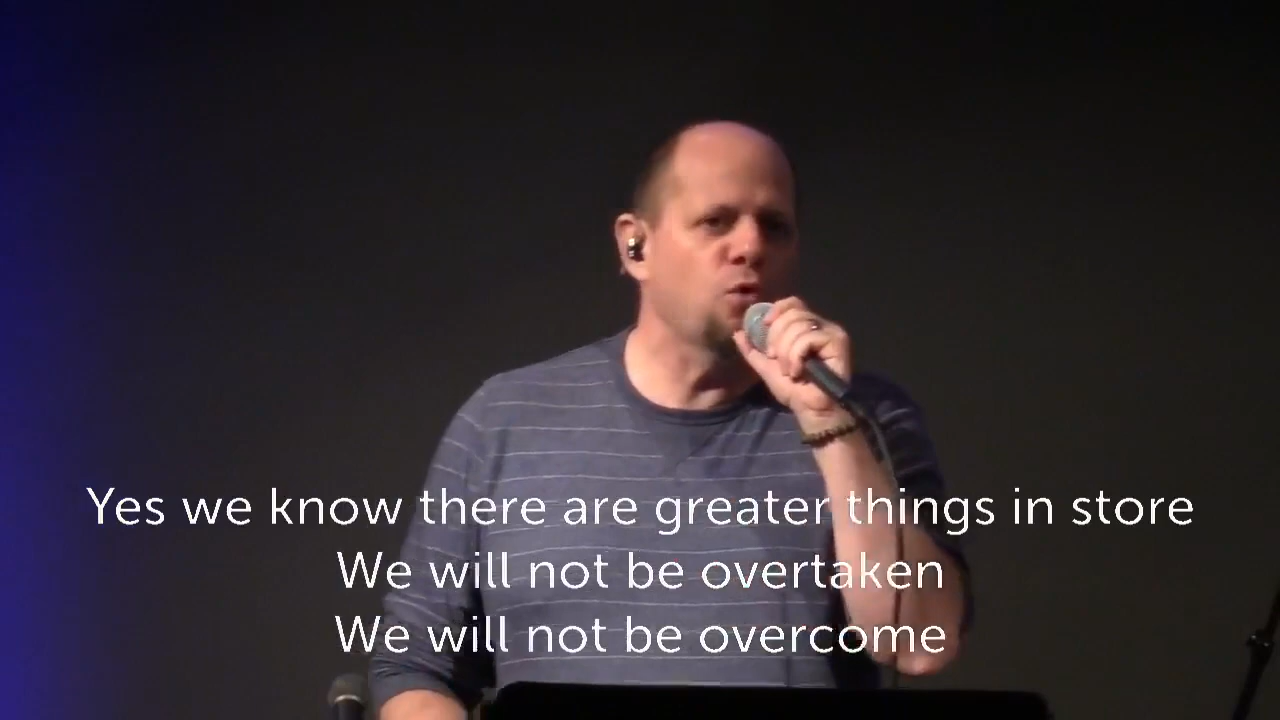 Yes we know there are greater things in store
We will not be overtaken
We will not be overcome